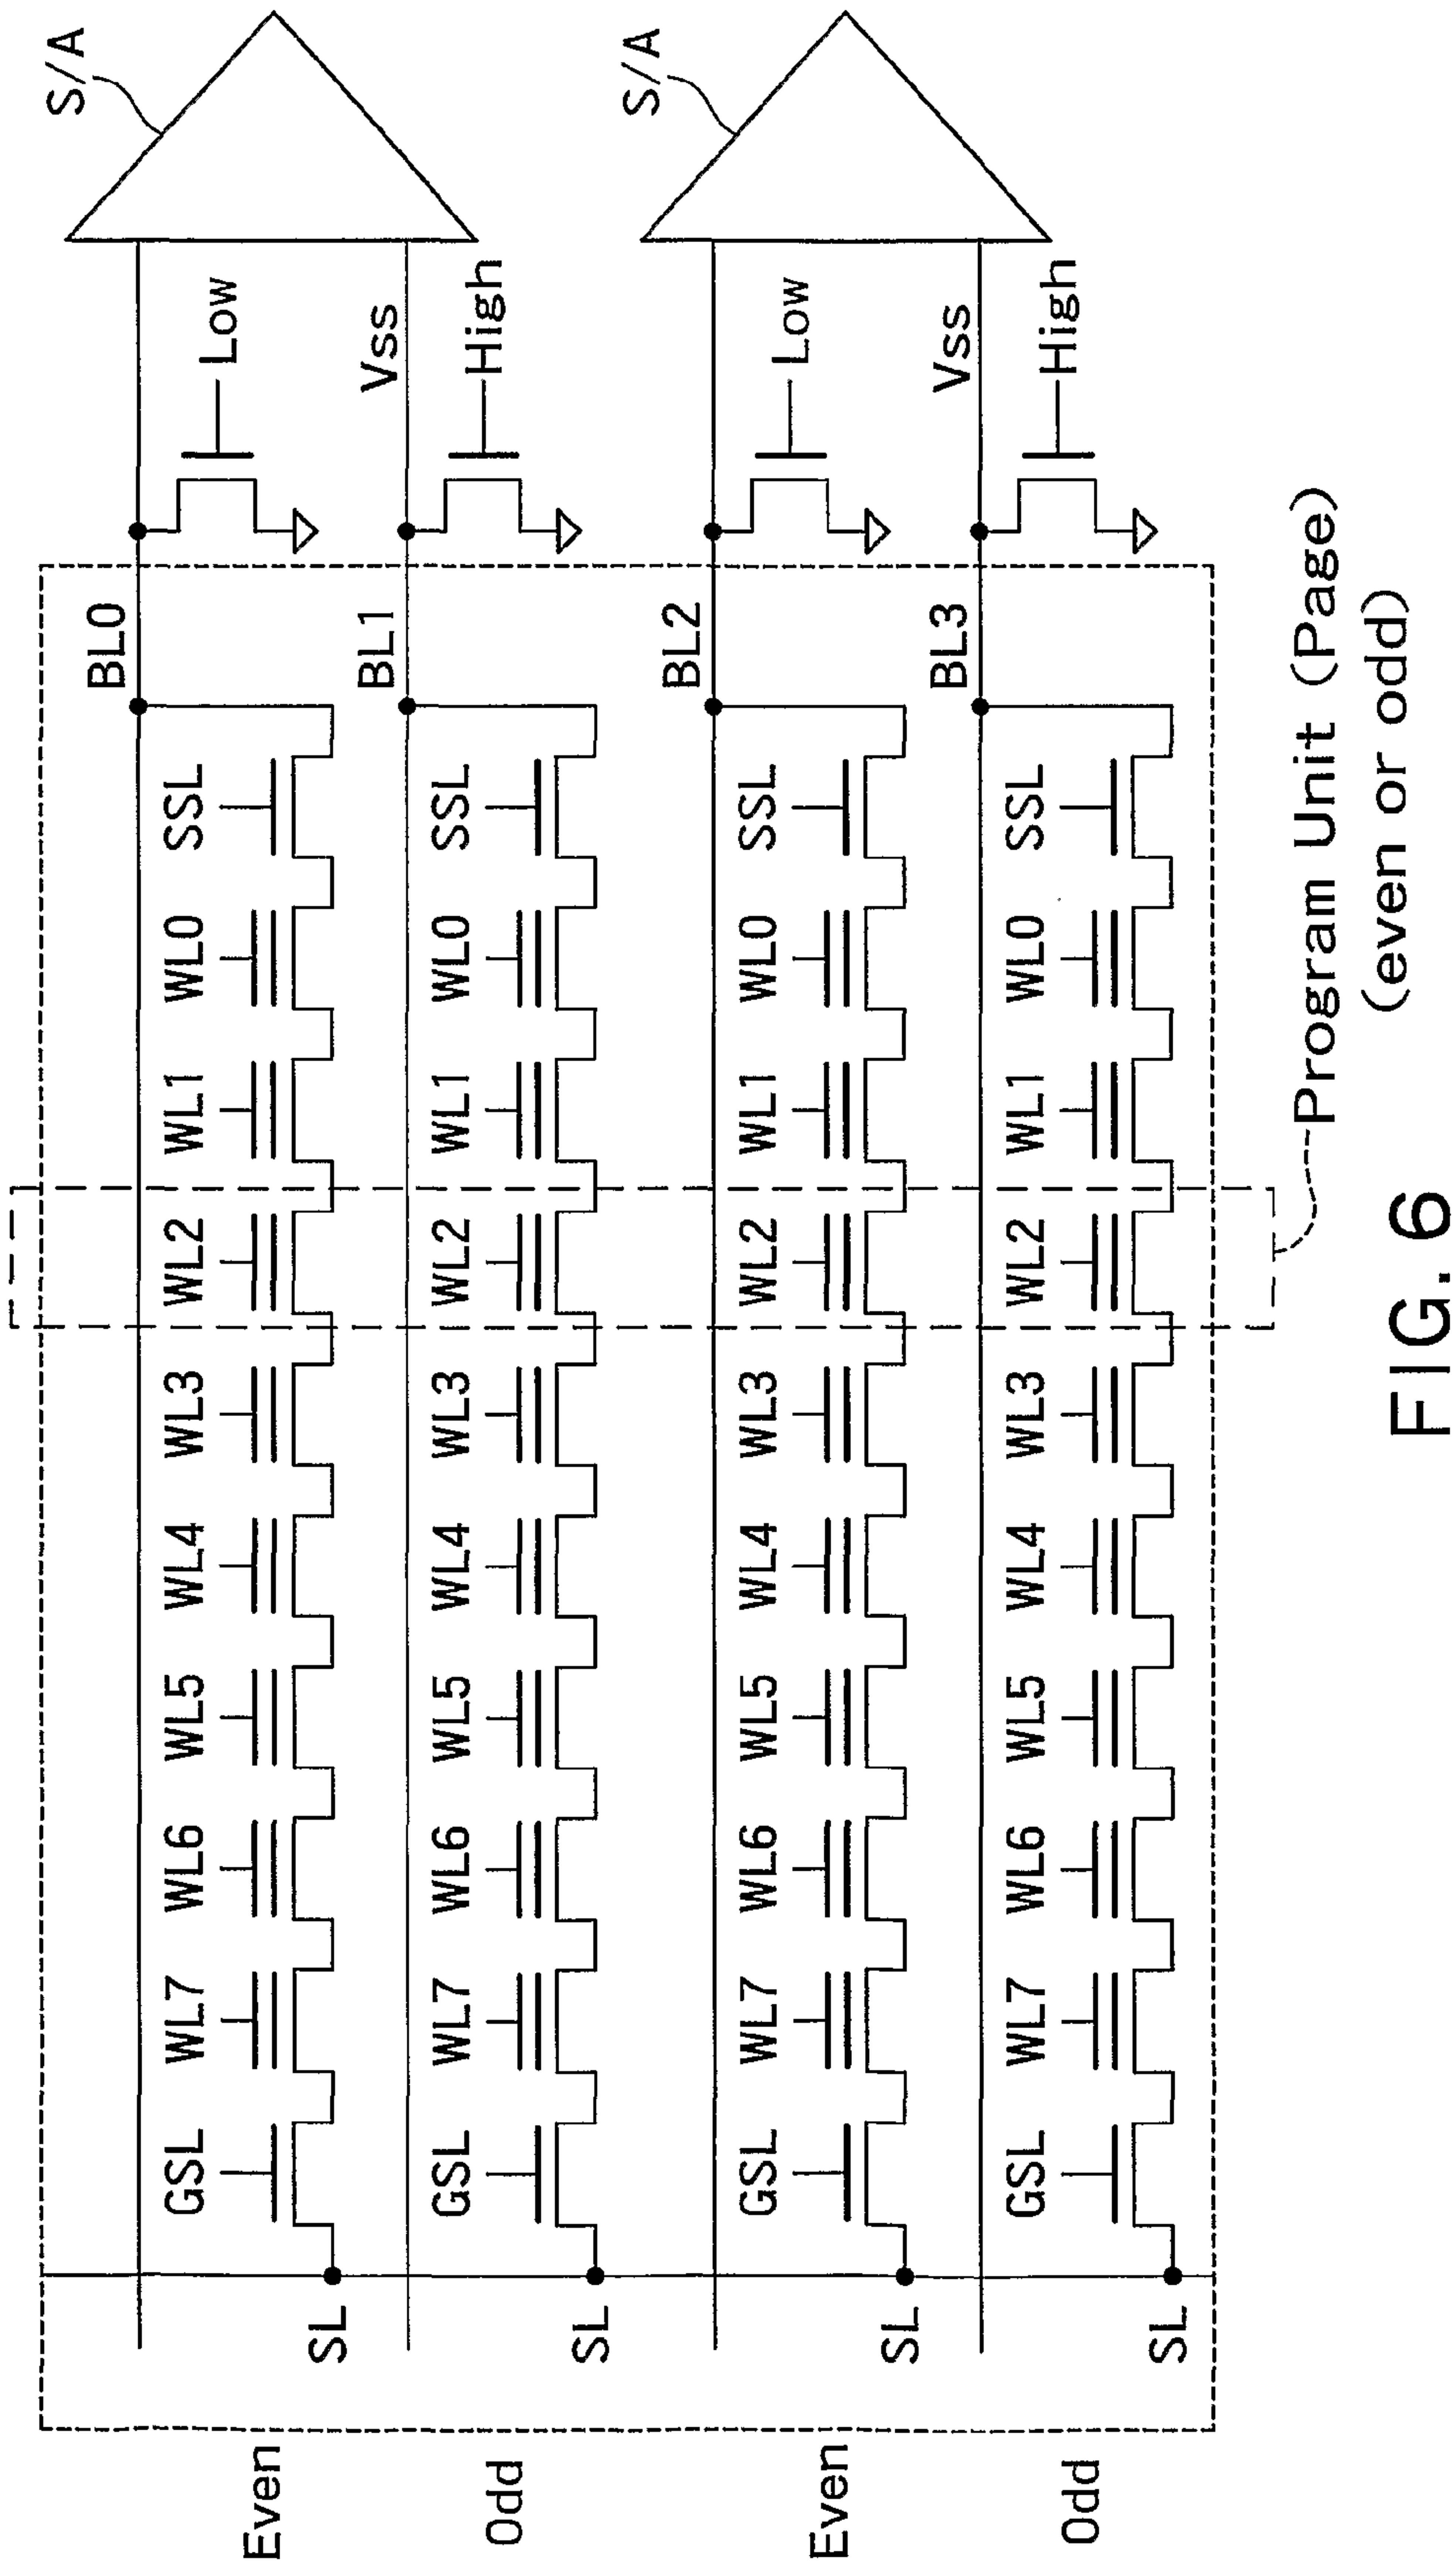 S/A
BL0
GSL WL7 WL6 WL5 WL4 WL3 WL2 WL1 WL0 SSL
Low
Even
SL
BL1
Vss
GSL WL7 WL6 WL5 WL4 WL3 WL2 WL1 WL0 SSL
High
Odd
SL
S/A
BL2
GSL WL7 WL6 WL5 WL4 WL3 WL2 WL1 WL0 SSL
Low
Even
SL
BL3
Vss
GSL WL7 WL6 WL5 WL4 WL3 WL2 WL1 WL0 SSL
High
Odd
SL
Program Unit (Page)
(even or odd)
FIG. 6